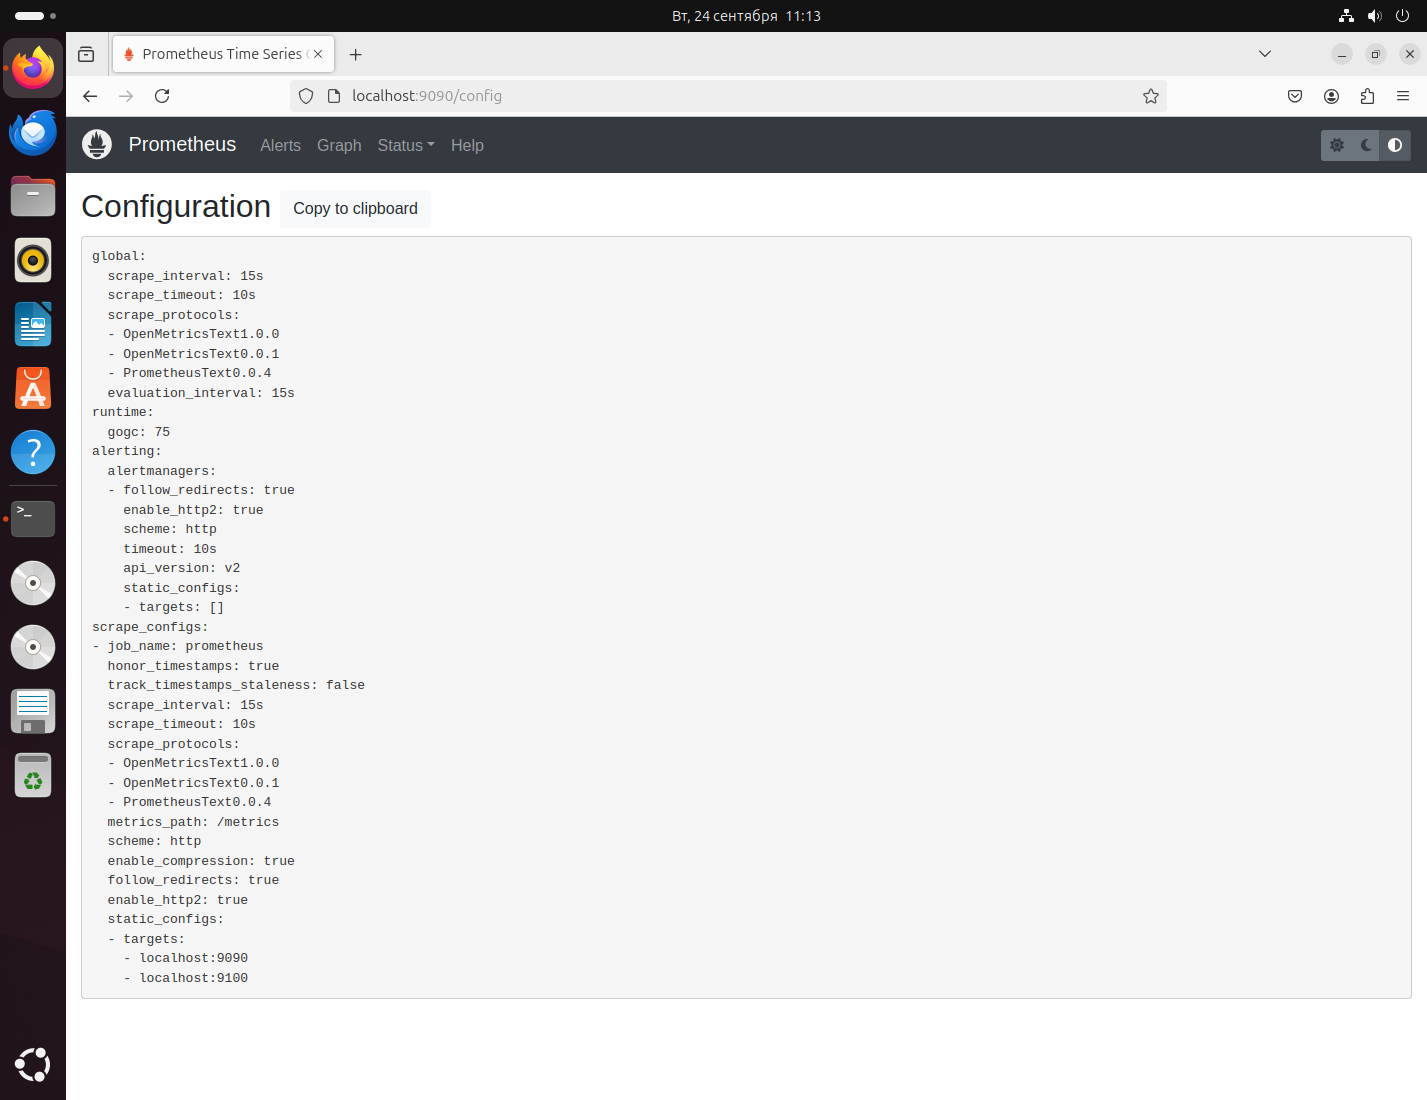 Вт, 24 сентября 11:13
Prometheus Time Series
localhost:9090/config
Prometheus Alerts Graph Status Help
Configuration Copy to clipboard
global:
  scrape_interval: 15s
  scrape_timeout: 10s
  scrape_protocols:
  - OpenMetricsText1.0.0
  - OpenMetricsText0.0.1
  - PrometheusText0.0.4
  evaluation_interval: 15s
runtime:
  gogc: 75
alerting:
  alertmanagers:
  - follow_redirects: true
    enable_http2: true
    scheme: http
    timeout: 10s
    api_version: v2
    static_configs:
    - targets: []
scrape_configs:
- job_name: prometheus
  honor_timestamps: true
  track_timestamps_staleness: false
  scrape_interval: 15s
  scrape_timeout: 10s
  scrape_protocols:
  - OpenMetricsText1.0.0
  - OpenMetricsText0.0.1
  - PrometheusText0.0.4
  metrics_path: /metrics
  scheme: http
  enable_compression: true
  follow_redirects: true
  enable_http2: true
  static_configs:
  - targets:
    - localhost:9090
    - localhost:9100